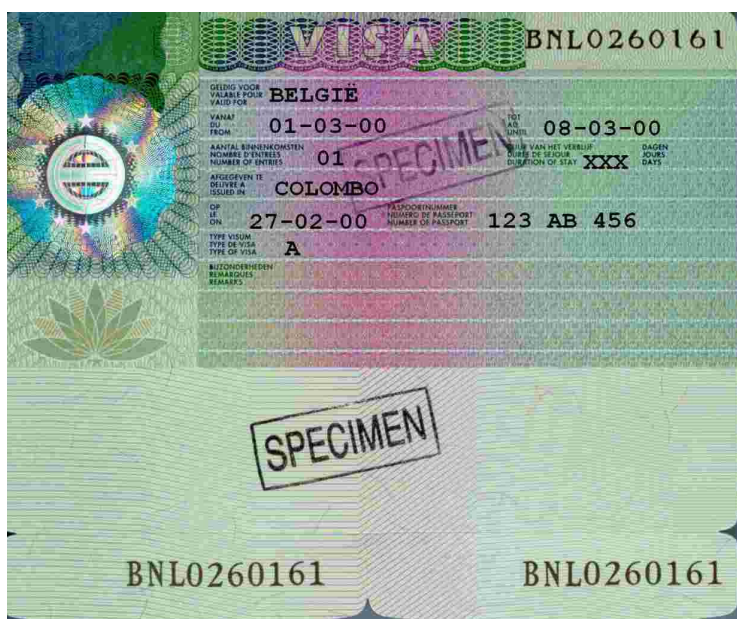 VISA BNL0260161
GELDIG VOOR
VALABLE POUR
VALID FOR
BELGIË
VANAF
DU
FROM
01-03-00
TOT
AU
UNTIL
08-03-00
AANTAL BINNENKOMSTEN
NOMBRE D'ENTREES
NUMBER OF ENTRIES
01
DUUR VAN HET VERBLIJF
DUREE DE SEJOUR
DURATION OF STAY
XXX
DAGEN
JOURS
DAYS
SPECIMEN
AFGEGEVEN TE
DELIVRE A
ISSUED IN
COLOMBO
OP
LE
ON
27-02-00
PASPOORTNUMMER
NUMERO DE PASSEPORT
NUMBER OF PASSPORT
123 AB 456
TYPE VISUM
TYPE DE VISA
TYPE OF VISA
A
BIJZONDERHEDEN
REMARQUES
REMARKS
SPECIMEN
BNL0260161 BNL0260161